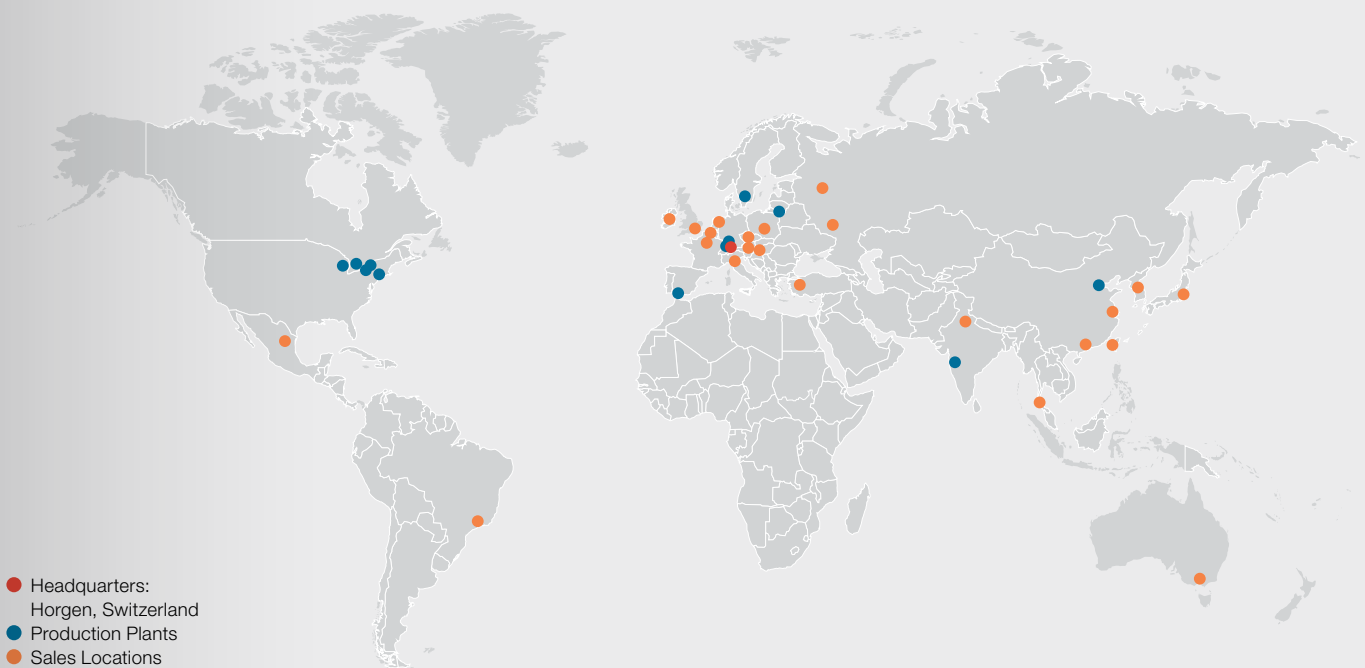 Headquarters:
Horgen, Switzerland
Production Plants
Sales Locations